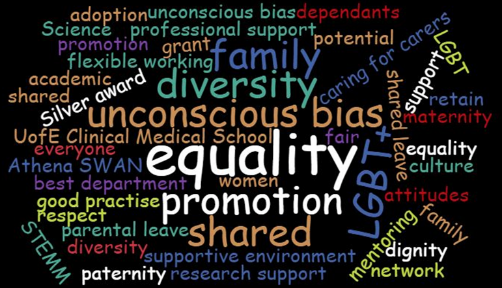 adoption
unconscious bias
dependants
Science
professional support
promotion
grant
family
potential
caring for carers
LGBT
flexible working
support
academic
diversity
shared
Silver award
shared leave
retain
unconscious bias
maternity
UofE Clinical Medical School
fair
LGBT+
everyone
equality
equality
Athena SWAN
culture
best department
women
attitudes
good practise
promotion
respect
mentoring
family
STEMM
parental leave
shared
diversity
supportive environment
dignity
paternity
research support
network